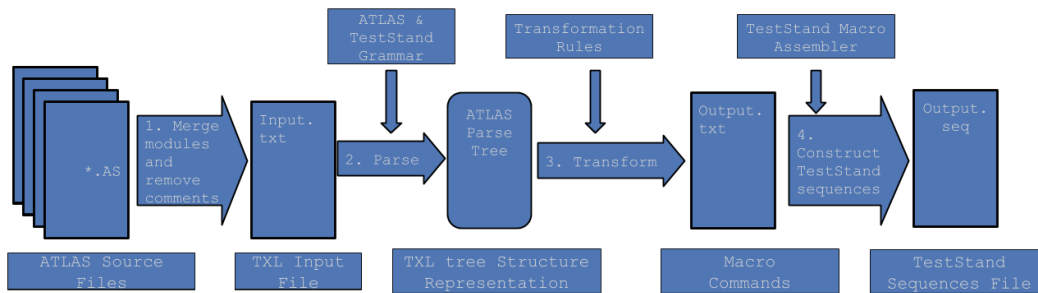 ATLAS &
TestStand
Grammar
Transformation
Rules
TestStand Macro
Assembler
*.AS
1. Merge
modules
and
remove
comments
Input.
txt
2. Parse
ATLAS
Parse
Tree
3. Transform
Output.
txt
4.
Construct
TestStand
sequences
Output.
seq
ATLAS Source
Files
TXL Input
File
TXL tree Structure
Representation
Macro
Commands
TestStand
Sequences File